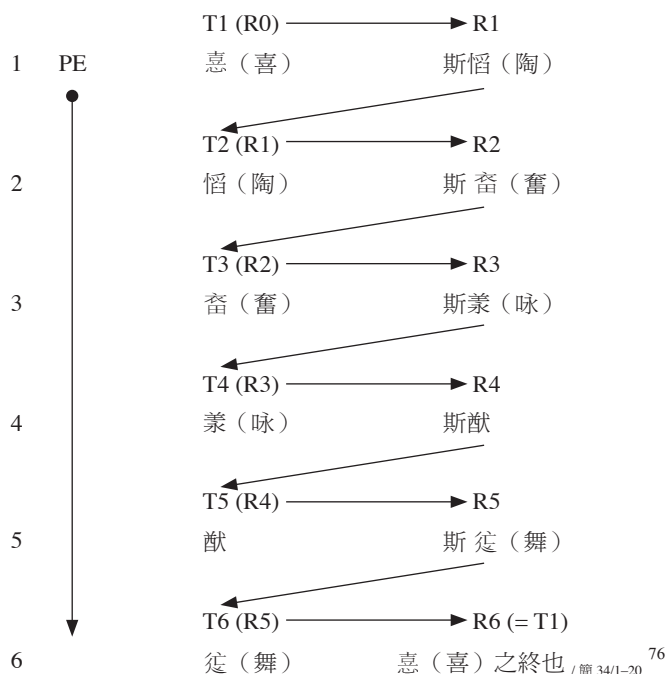 T1 (R0) R1
1 PE 憙（喜） 斯慆（陶）
T2 (R1) R2
2 慆（陶） 斯奮（奮）
T3 (R2) R3
3 奮（奮） 斯羕（咏）
T4 (R3) R4
4 羕（咏） 斯猷
T5 (R4) R5
5 猷 斯迬（舞）
T6 (R5) R6 (= T1)
6 迬（舞） 憙（喜）之終也 / 簡 34/1–20 76